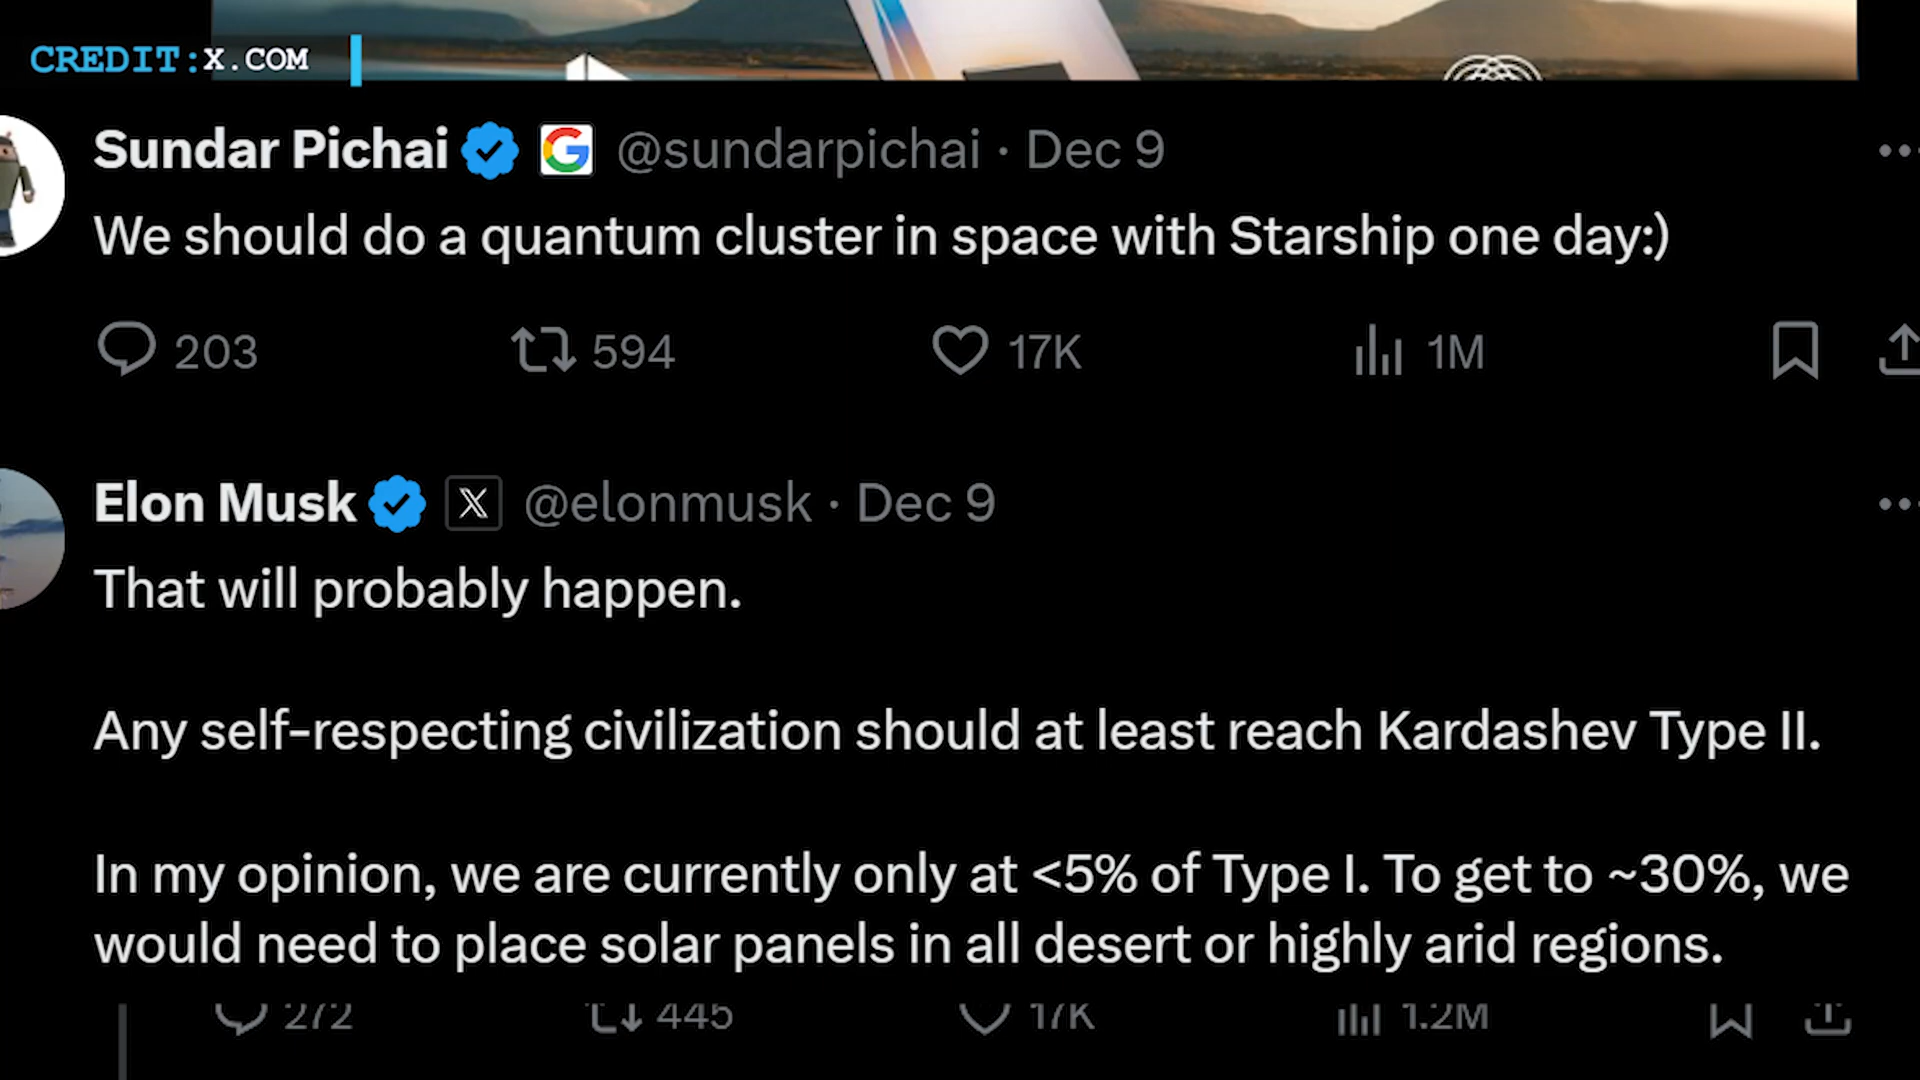 CREDIT:X.COM
Sundar Pichai @sundarpichai · Dec 9
We should do a quantum cluster in space with Starship one day:)
203 594 17K 1M
Elon Musk @elonmusk · Dec 9
That will probably happen.
Any self-respecting civilization should at least reach Kardashev Type II.
In my opinion, we are currently only at <5% of Type I. To get to ~30%, we
would need to place solar panels in all desert or highly arid regions.
272 445 17K 1.2M